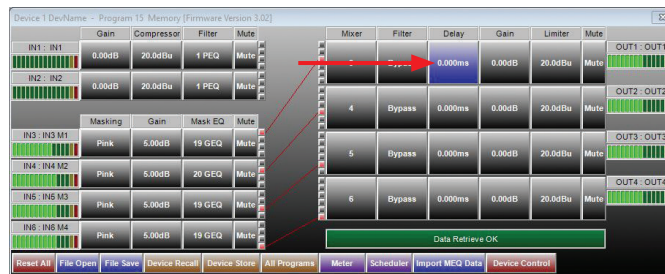 Device 1 DevName - Program 15 Memory [Firmware Version 3.02]
Gain Compressor Filter Mute
IN1 : IN1
0.00dB 20.0dBu 1 PEQ Mute
IN2 : IN2
0.00dB 20.0dBu 1 PEQ Mute
Masking Gain Mask EQ Mute
IN3 : IN3 M1
Pink 5.00dB 19 GEQ Mute
IN4 : IN4 M2
Pink 5.00dB 20 GEQ Mute
IN5 : IN5 M3
Pink 5.00dB 19 GEQ Mute
IN6 : IN6 M4
Pink 5.00dB 19 GEQ Mute
Mixer Filter Delay Gain Limiter Mute
OUT1 : OUT1
0.000ms 0.00dB 20.0dBu Mute
OUT2 : OUT2
4 Bypass 0.000ms 0.00dB 20.0dBu Mute
OUT3 : OUT3
5 Bypass 0.000ms 0.00dB 20.0dBu Mute
OUT4 : OUT4
6 Bypass 0.000ms 0.00dB 20.0dBu Mute
Data Retrieve OK
Reset All File Open File Save Device Recall Device Store All Programs Meter Scheduler Import MEQ Data Device Control